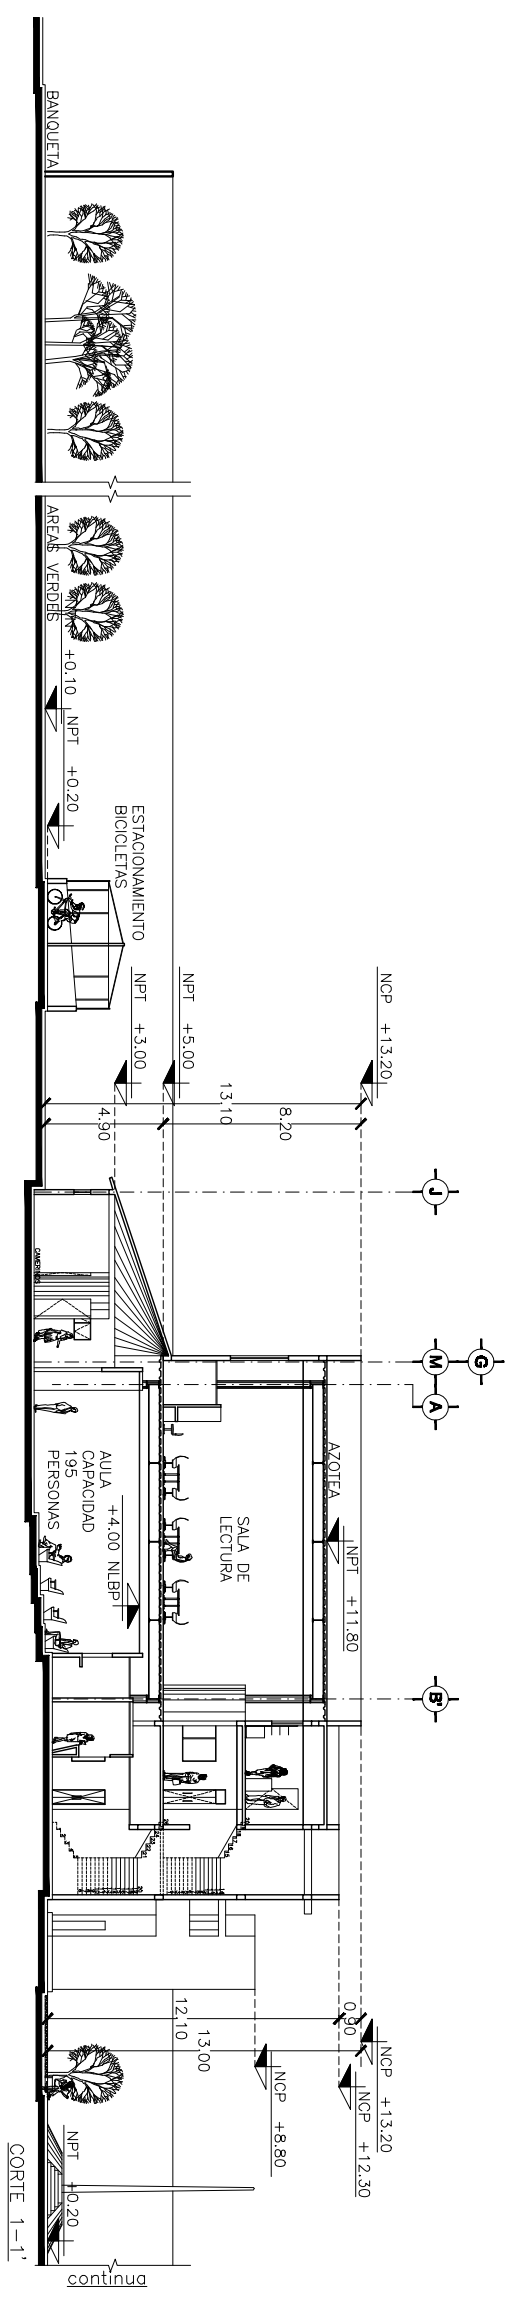 BANQUETA
AREAS VERDES
+0.10
NPT +0.20
ESTACIONAMIENTO
BICICLETAS
NPT +3.00
NPT +5.00
NCP +13.20
4.90
13.10
8.20
J
G
M
A
B'
CAMERINOS
AULA
CAPACIDAD
195
PERSONAS
+4.00 NLBP
SALA DE
LECTURA
AZOTEA
NPT +11.80
12.10
0.90
13.00
NCP +13.20
NCP +12.30
NCP +8.80
NPT +0.20
continua
CORTE 1-1'